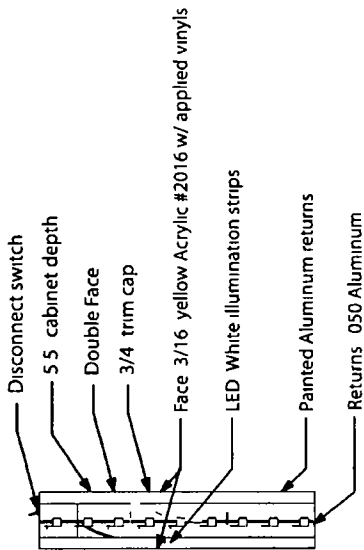 Disconnect switch
5 5 cabinet depth
Double Face
3/4 trim cap
Face 3/16 yellow Acrylic #2016 w/ applied vinyls
LED White illumination strips
Painted Aluminum returns
Returns 050 Aluminum